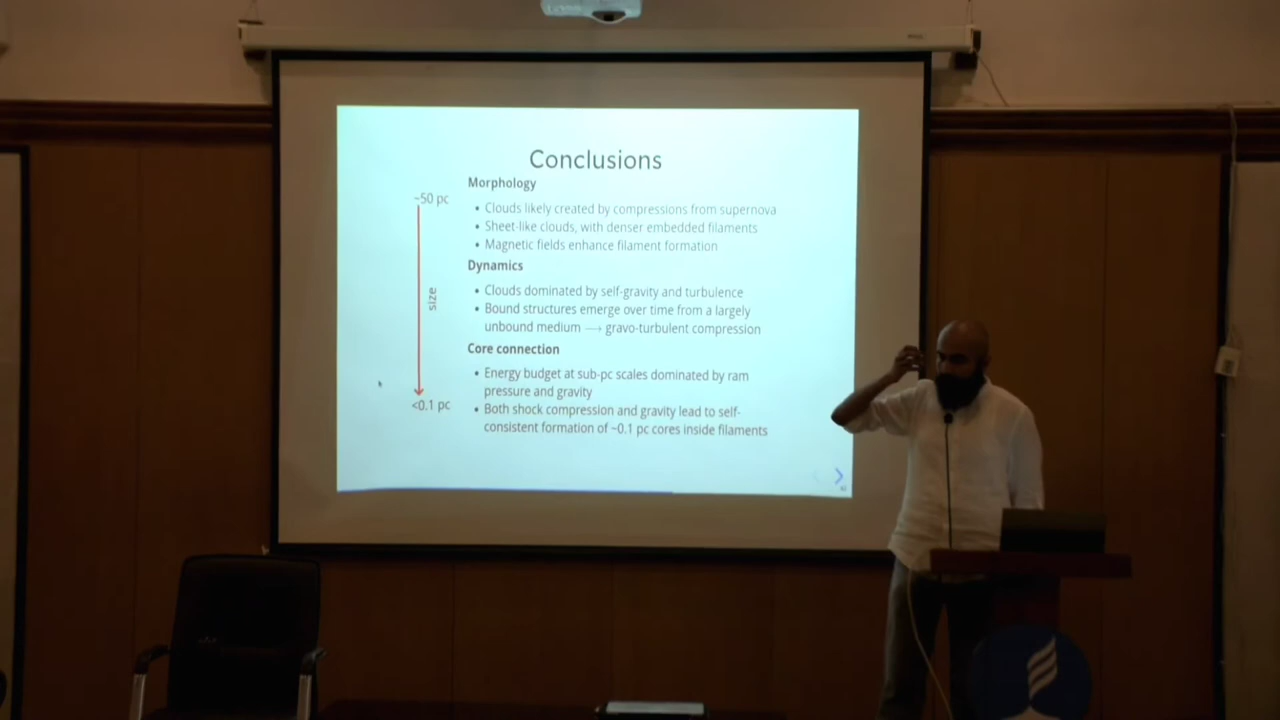 Conclusions
Morphology
~50 pc
• Clouds likely created by compressions from supernova
• Sheet-like clouds, with denser embedded filaments
• Magnetic fields enhance filament formation
Dynamics
• Clouds dominated by self-gravity and turbulence
size
• Bound structures emerge over time from a largely
unbound medium → gravo-turbulent compression
Core connection
• Energy budget at sub-pc scales dominated by ram
pressure and gravity
<0.1 pc
• Both shock compression and gravity lead to self-
consistent formation of ~0.1 pc cores inside filaments